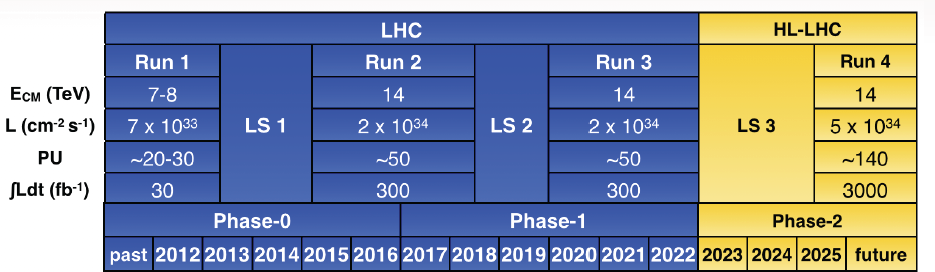 LHC HL-LHC
Run 1 Run 2 Run 3 Run 4
E_CM (TeV) 7-8 14 14 14
L (cm⁻² s⁻¹) 7 x 10³³ LS 1 2 x 10³⁴ LS 2 2 x 10³⁴ LS 3 5 x 10³⁴
PU ~20-30 ~50 ~50 ~140
∫Ldt (fb⁻¹) 30 300 300 3000
Phase-0 Phase-1 Phase-2
past 2012 2013 2014 2015 2016 2017 2018 2019 2020 2021 2022 2023 2024 2025 future